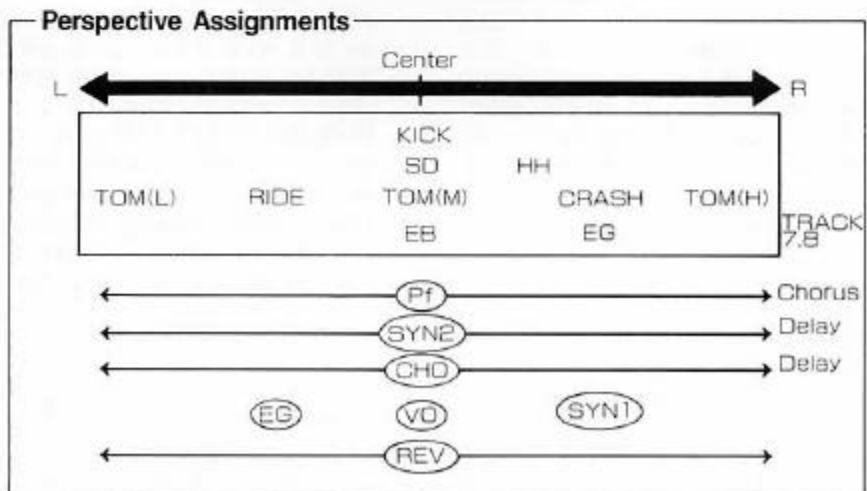 Perspective Assignments
Center
L R
KICK
SD HH
TOM(L) RIDE TOM(M) CRASH TOM(H)
EB EG
TRACK
7.8
Pf Chorus
SYN2 Delay
CHO Delay
EG VO SYN1
REV